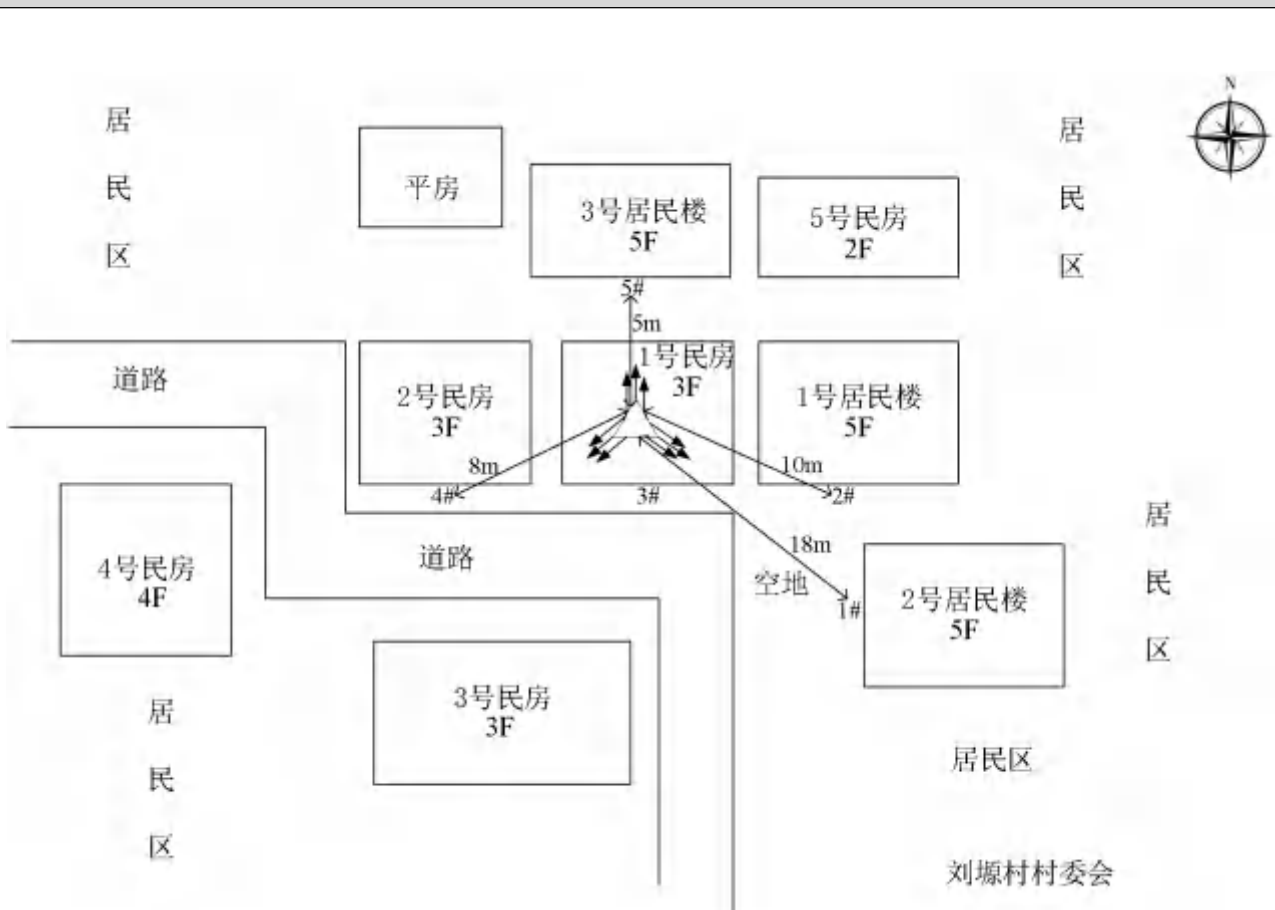 N
居
民
区
居
民
区
平房
3号居民楼
5F
5号民房
2F
5#
5m
道路
2号民房
3F
1号民房
3F
1号居民楼
5F
8m
10m
4#
3#
2#
居
民
区
道路
18m
空地
1#
4号民房
4F
2号居民楼
5F
3号民房
3F
居
民
区
居民区
刘塬村村委会